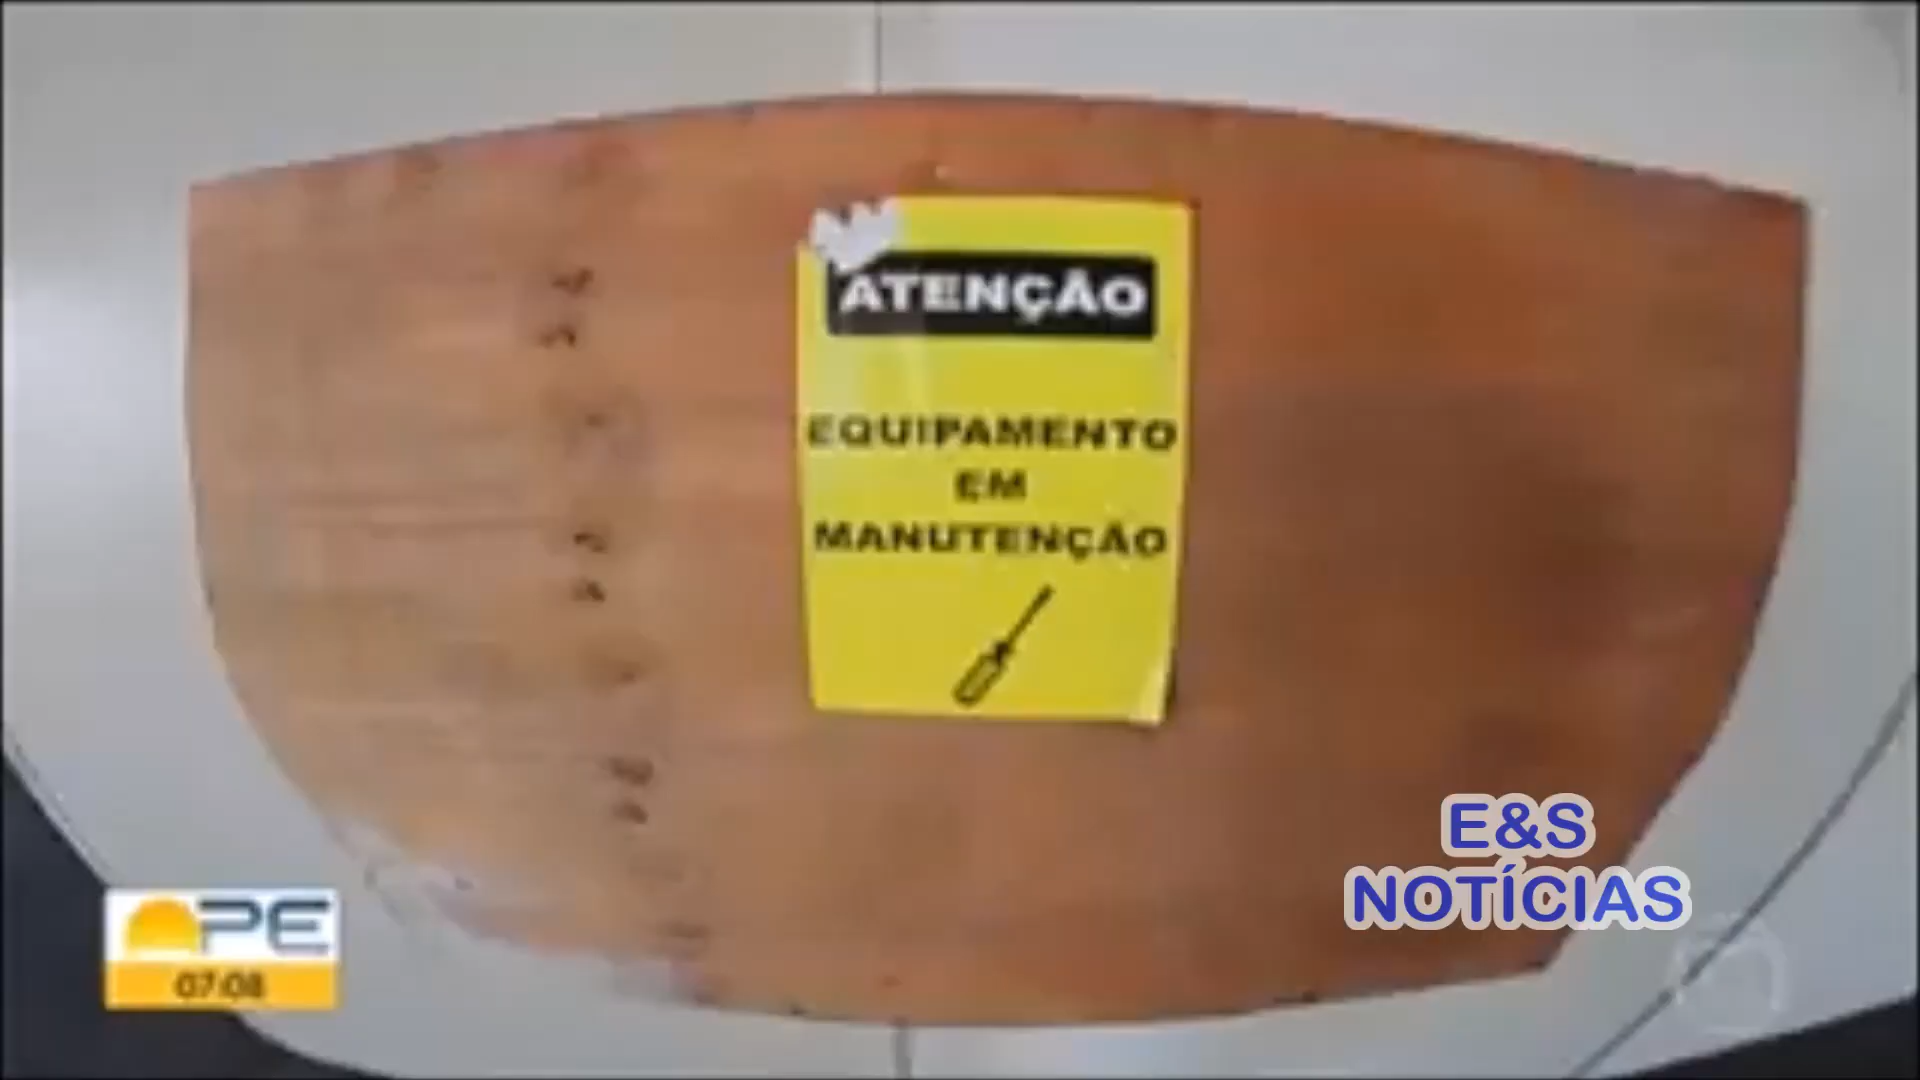 ATENÇÃO
EQUIPAMENTO
EM
MANUTENÇÃO
E&S
NOTÍCIAS
PE
07:08